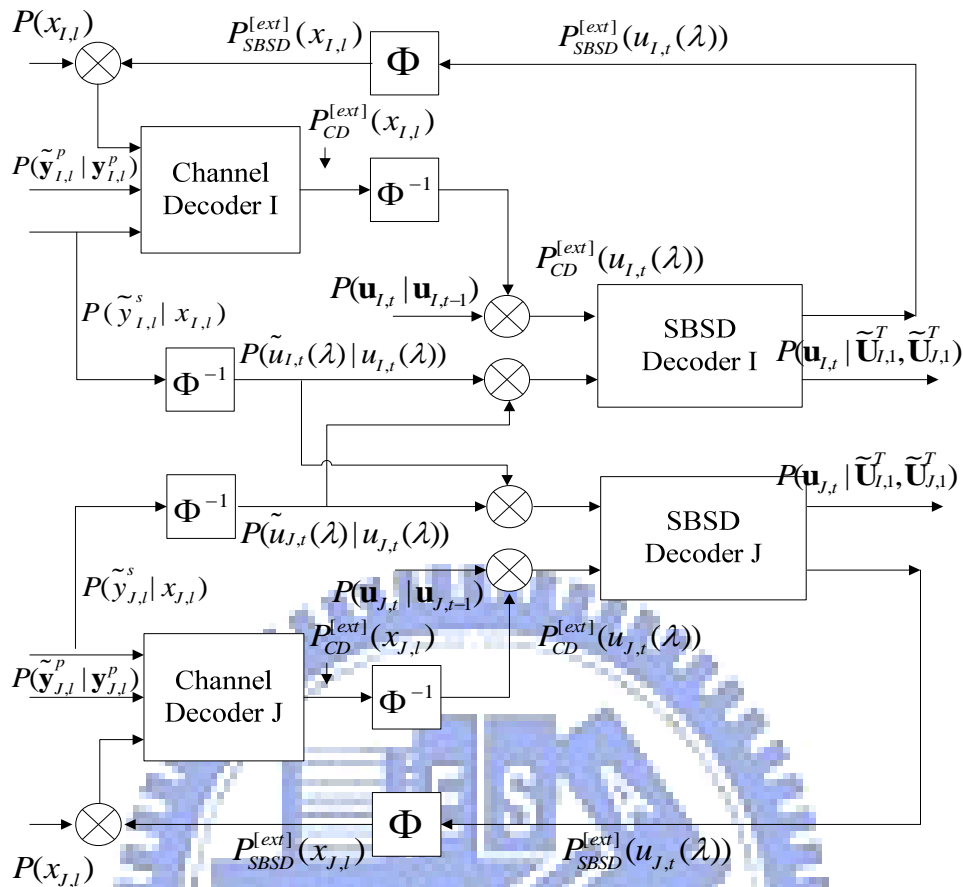 P(x_{I,l})
P_{SBSD}^{[ext]}(x_{I,l})
Φ
P_{SBSD}^{[ext]}(u_{I,t}(λ))
P_{CD}^{[ext]}(x_{I,l})
P(ỹ_{I,l}^p | y_{I,l}^p)
Channel
Decoder I
Φ^{-1}
P_{CD}^{[ext]}(u_{I,t}(λ))
P(u_{I,t} | u_{I,t-1})
P(ỹ_{I,l}^s | x_{I,l})
SBSD
Decoder I
P(ũ_{I,t}(λ) | u_{I,t}(λ))
P(u_{I,t} | Ũ_{I,1}^T, Ũ_{J,1}^T)
Φ^{-1}
P(u_{J,t} | Ũ_{I,1}^T, Ũ_{J,1}^T)
Φ^{-1}
P(ũ_{J,t}(λ) | u_{J,t}(λ))
SBSD
Decoder J
P(ỹ_{J,l}^s | x_{J,l})
P(u_{J,t} | u_{J,t-1})
P_{CD}^{[ext]}(x_{J,l})
P_{CD}^{[ext]}(u_{J,t}(λ))
P(ỹ_{J,l}^p | y_{J,l}^p)
Channel
Decoder J
Φ^{-1}
Φ
P_{SBSD}^{[ext]}(x_{J,l})
P_{SBSD}^{[ext]}(u_{J,t}(λ))
P(x_{J,l})
ESA